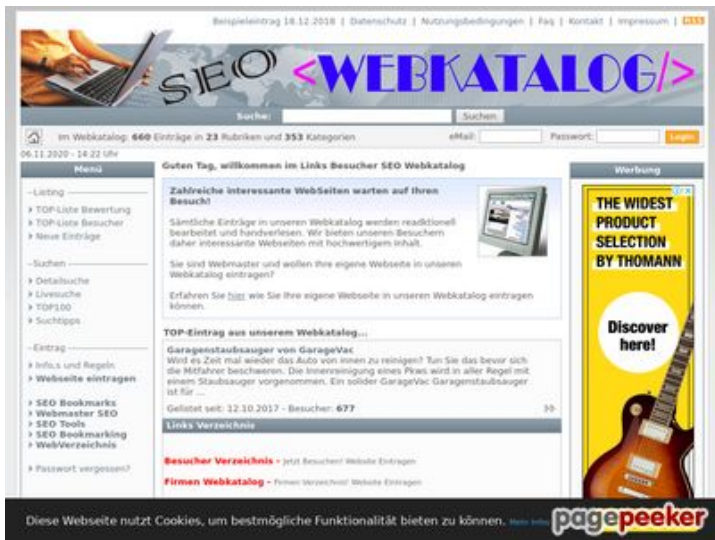 Beispieleintrag 18.12.2018 | Datenschutz | Nutzungsbedingungen | Faq | Kontakt | Impressum | RSS
SEO <WEBKATALOG/>
Suche: Suchen
Im Webkatalog: 660 Einträge in 23 Rubriken und 353 Kategorien eMail: Passwort: Login
06.11.2020 - 14:22 Uhr
Menü
Listing
TOP-Liste Bewertung
TOP-Liste Besucher
Neue Einträge
Suchen
Detailsuche
Livesuche
TOP100
Suchtipps
Eintrag
Info.s und Regeln
Webseite eintragen
SEO Bookmarks
Webmaster SEO
SEO Tools
SEO Bookmarking
WebVerzeichnis
Passwort vergessen?
Guten Tag, willkommen im Links Besucher SEO Webkatalog
Zahlreiche interessante WebSeiten warten auf Ihren
Besuch!
Sämtliche Einträge in unseren Webkatalog werden readktionell
bearbeitet und handverlesen. Wir bieten unseren Besuchern
daher interessante Webseiten mit hochwertigem Inhalt.
Sie sind Webmaster und wollen Ihre eigene Webseite in unseren
Webkatalog eintragen?
Erfahren Sie hier wie Sie Ihre eigene Webseite in unseren Webkatalog eintragen
können.
TOP-Eintrag aus unserem Webkatalog...
Garagenstaubsauger von GarageVac
Wird es Zeit mal wieder das Auto von innen zu reinigen? Tun Sie das bevor sich
die Mitfahrer beschweren. Die Innenreinigung eines Pkws wird in aller Regel mit
einem Staubsauger vorgenommen. Ein solider GarageVac Garagenstaubsauger
ist für ...
Gelistet seit: 12.10.2017 - Besucher: 677
Links Verzeichnis
Besucher Verzeichnis - Jetzt Besuchen! Website Eintragen
Firmen Webkatalog - Firmen Verzeichnis! Website Eintragen
Werbung
THE WIDEST
PRODUCT
SELECTION
BY THOMANN
Discover
here!
Diese Webseite nutzt Cookies, um bestmögliche Funktionalität bieten zu können.
pagepeeker